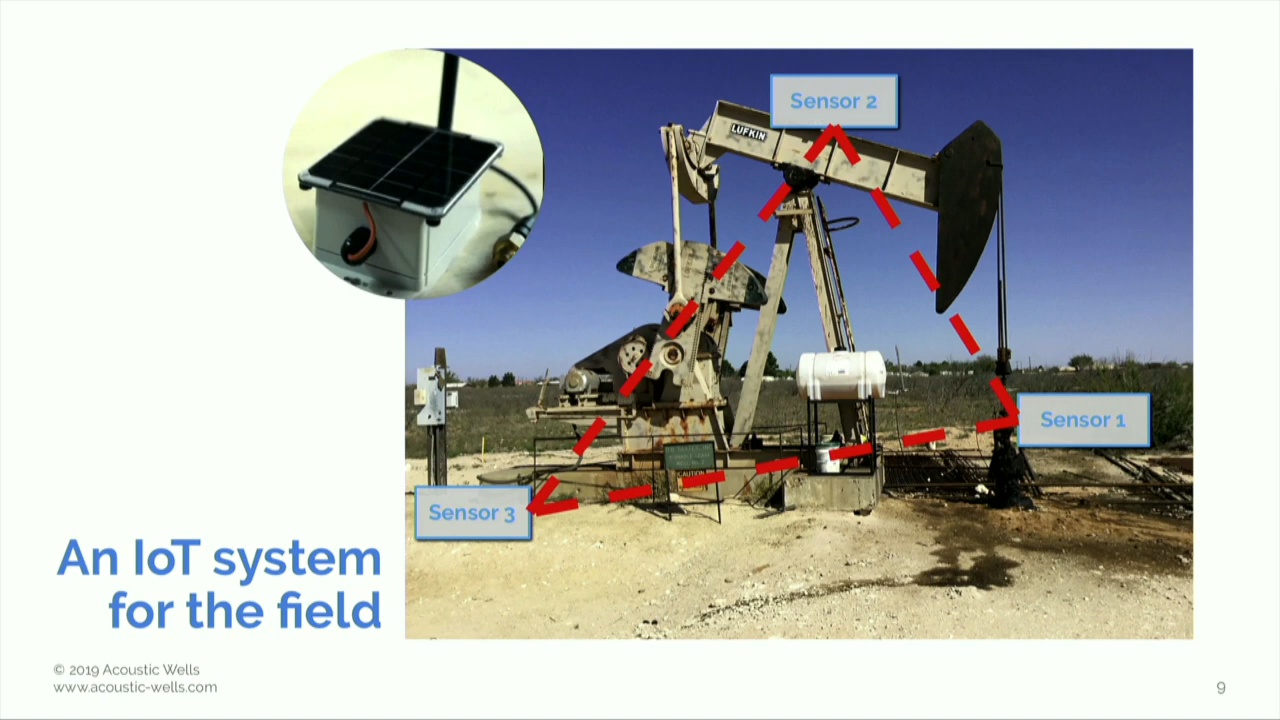 Sensor 2
LUFKIN
Sensor 1
CAUTION
Sensor 3
An IoT system
for the field
© 2019 Acoustic Wells
www.acoustic-wells.com
9